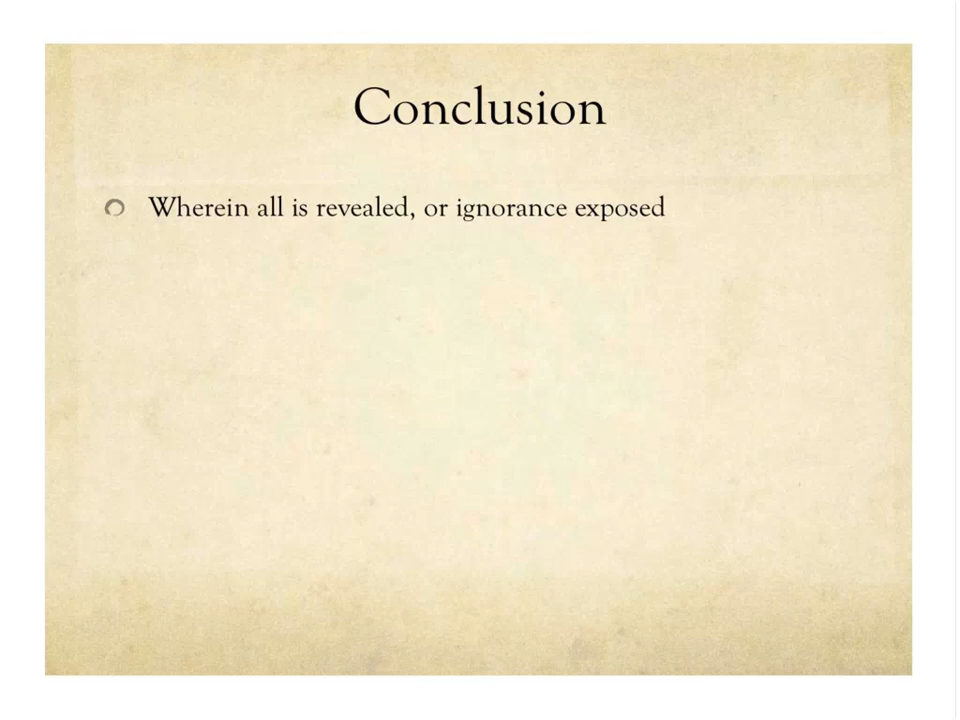 Conclusion
Wherein all is revealed, or ignorance exposed